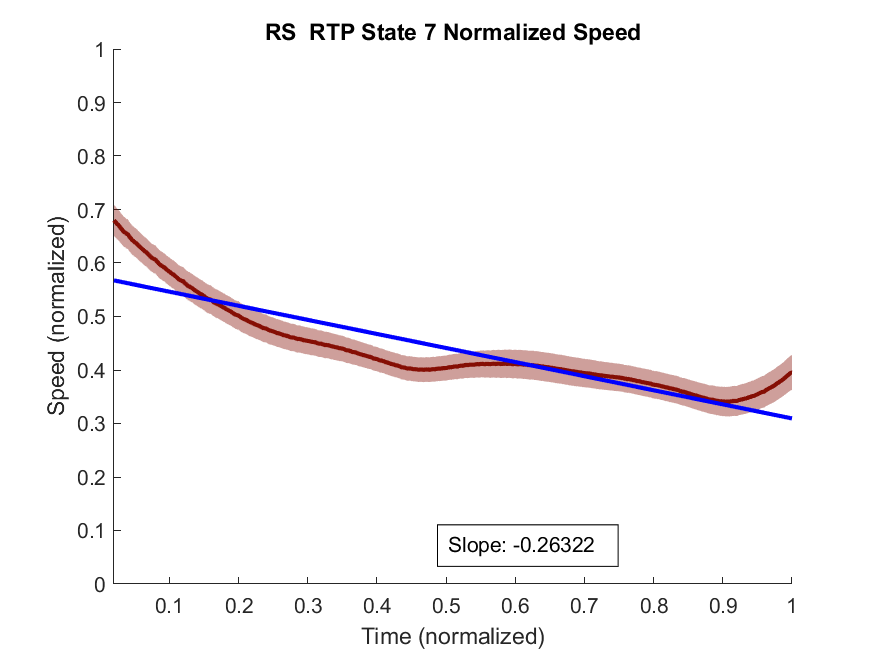 RS  RTP State 7 Normalized Speed
1
0.9
0.8
0.7
0.6
0.5
0.4
0.3
0.2
0.1
0
Speed (normalized)
Slope: -0.26322
0.1 0.2 0.3 0.4 0.5 0.6 0.7 0.8 0.9 1
Time (normalized)